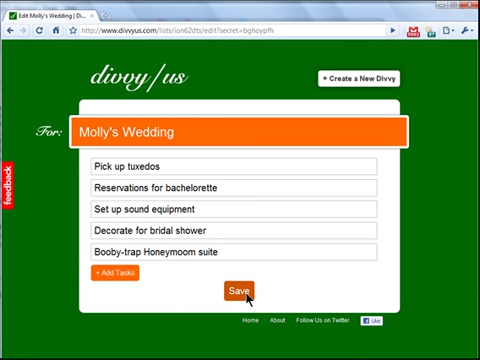 Edit Molly's Wedding | Di...
www.divvyus.com/lists/ion62dts/edit?secret=bghoypfh
divvy/us
+ Create a New Divvy
For:
Molly's Wedding
feedback
Pick up tuxedos
Reservations for bachelorette
Set up sound equipment
Decorate for bridal shower
Booby-trap Honeymoom suite
+ Add Tasks
Save
Home · About · Follow Us on Twitter · Like